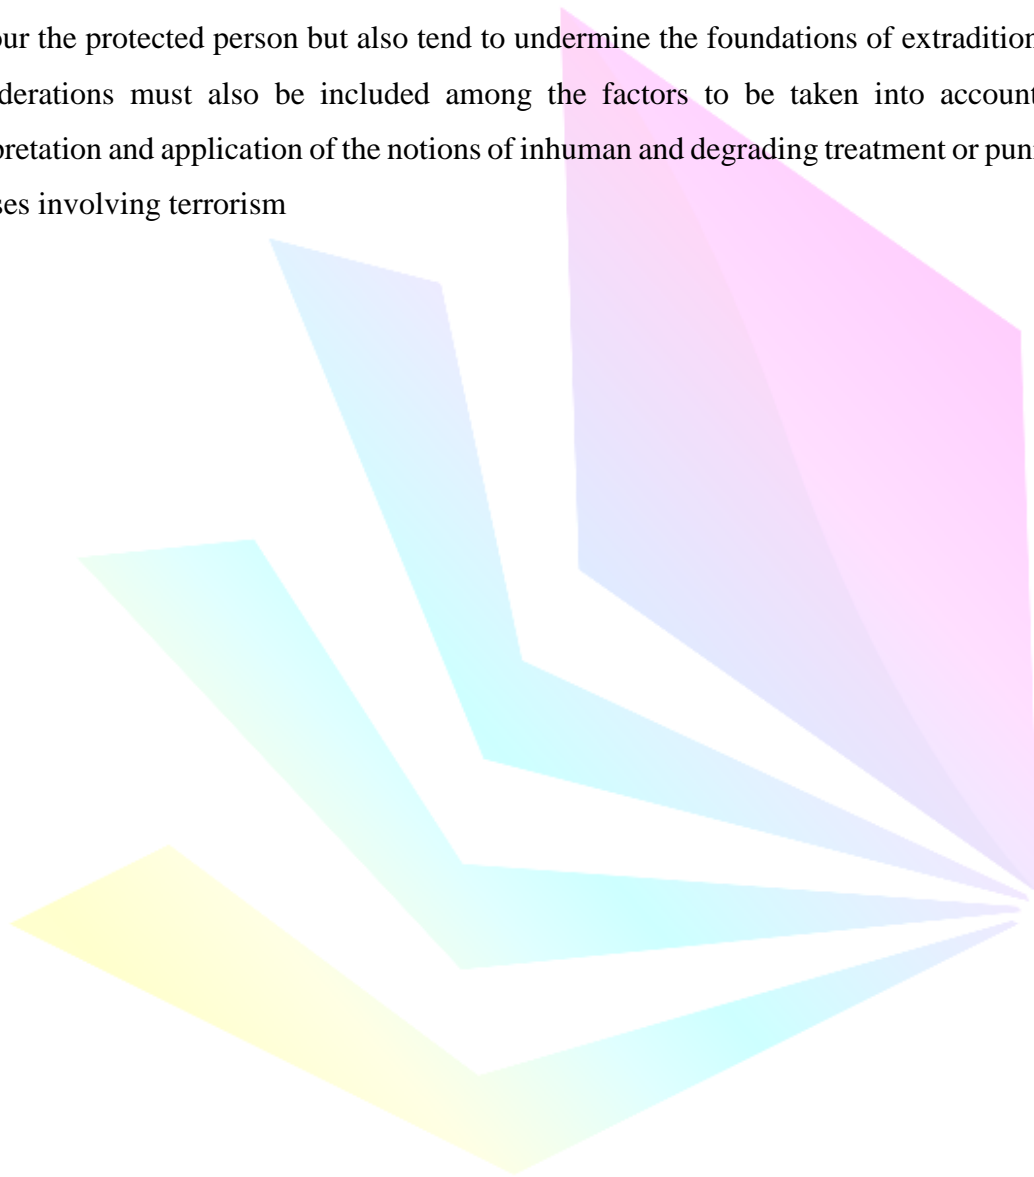 our the protected person but also tend to undermine the foundations of extradition
derations must also be included among the factors to be taken into account
pretation and application of the notions of inhuman and degrading treatment or pun
ses involving terrorism